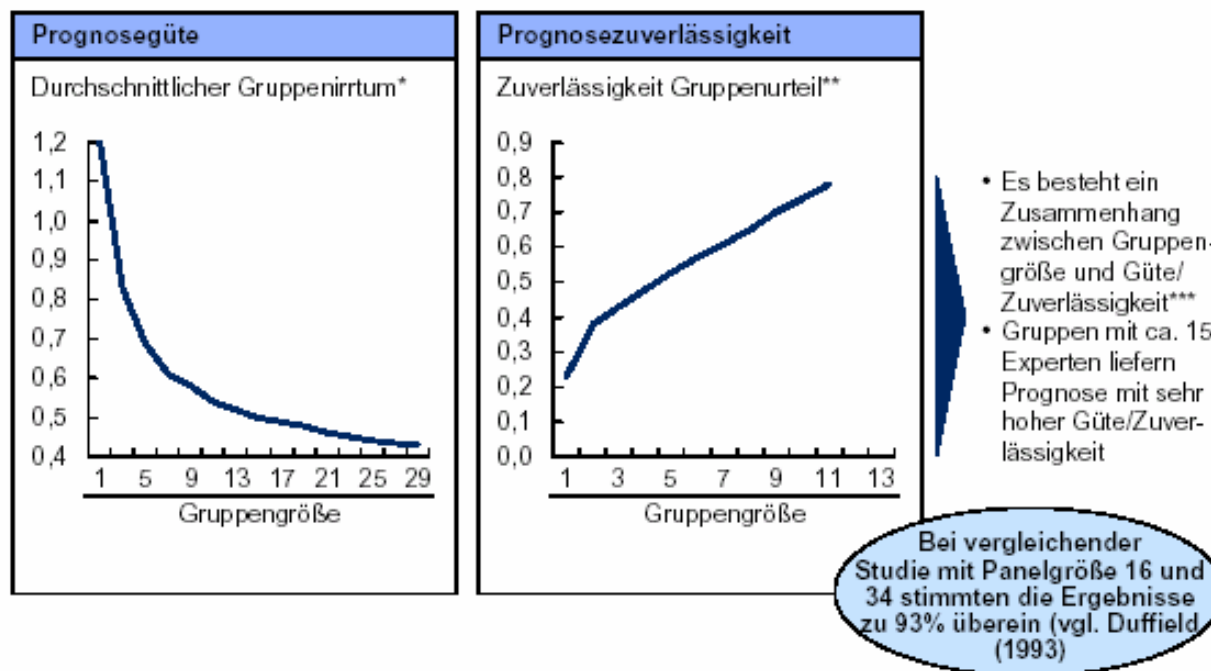 Prognosegüte
Durchschnittlicher Gruppenirrtum*
1,2
1,1
1,0
0,9
0,8
0,7
0,6
0,5
0,4
1 5 9 13 17 21 25 29
Gruppengröße
Prognosezuverlässigkeit
Zuverlässigkeit Gruppenurteil**
0,9
0,8
0,7
0,6
0,5
0,4
0,3
0,2
0,1
0,0
1 3 5 7 9 11 13
Gruppengröße
• Es besteht ein
Zusammenhang
zwischen Gruppen-
größe und Güte/
Zuverlässigkeit***
• Gruppen mit ca. 15
Experten liefern
Prognose mit sehr
hoher Güte/Zuver-
lässigkeit
Bei vergleichender
Studie mit Panelgröße 16 und
34 stimmten die Ergebnisse
zu 93% überein (vgl. Duffield
(1993)